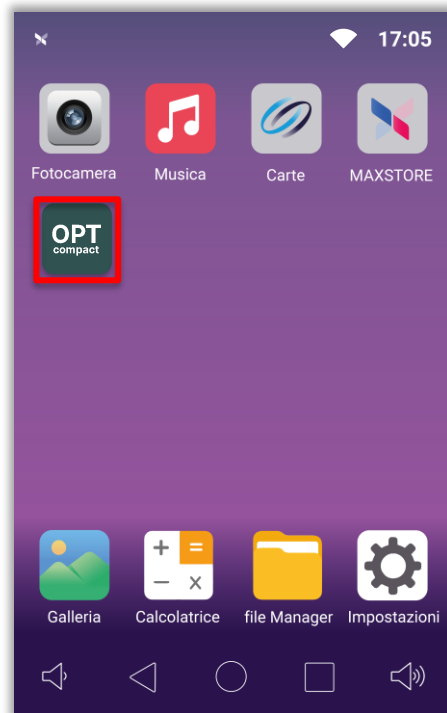 17:05
Fotocamera
Musica
Carte
MAXSTORE
OPT
compact
Galleria
Calcolatrice
file Manager
Impostazioni